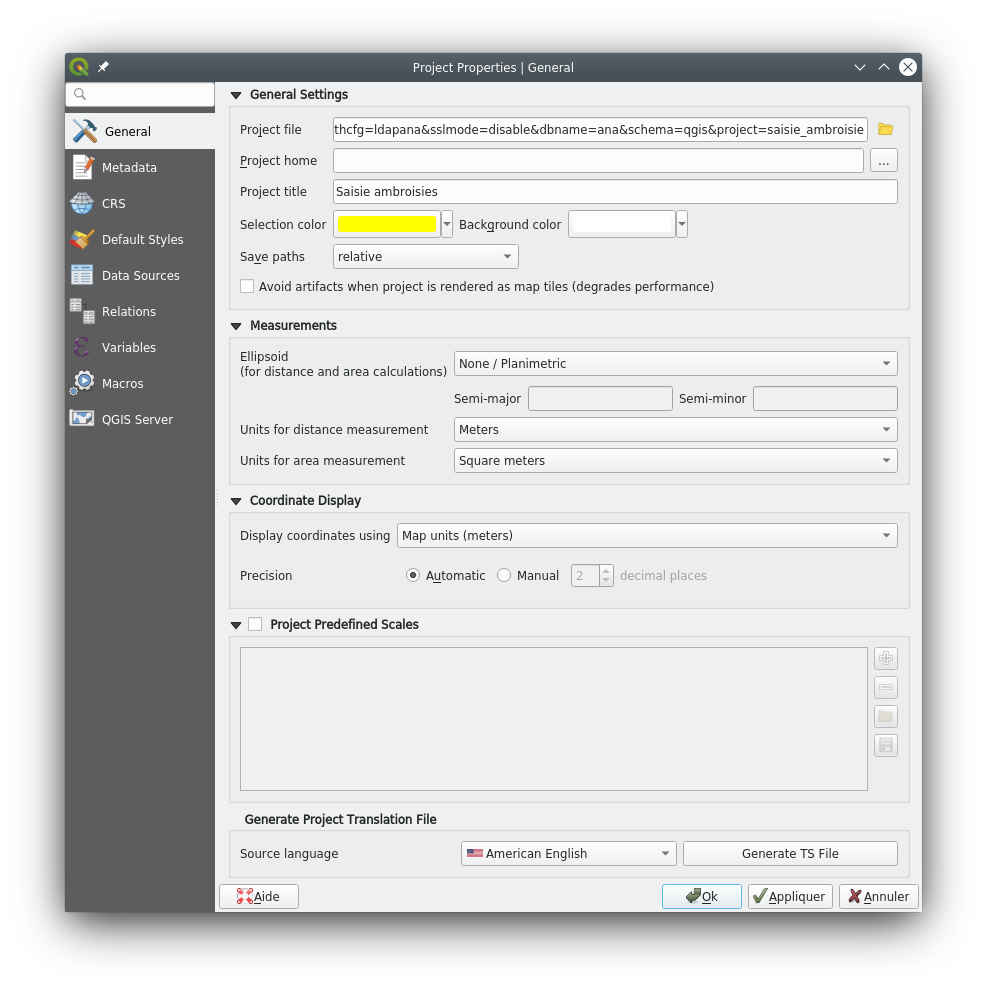 Project Properties | General
General
Metadata
CRS
Default Styles
Data Sources
Relations
Variables
Macros
QGIS Server
General Settings
Project file thcfg=ldapana&sslmode=disable&dbname=ana&schema=qgis&project=saisie_ambroisie
Project home ...
Project title Saisie ambroisies
Selection color Background color
Save paths relative
Avoid artifacts when project is rendered as map tiles (degrades performance)
Measurements
Ellipsoid
(for distance and area calculations) None / Planimetric
Semi-major Semi-minor
Units for distance measurement Meters
Units for area measurement Square meters
Coordinate Display
Display coordinates using Map units (meters)
Precision Automatic Manual 2 decimal places
Project Predefined Scales
Generate Project Translation File
Source language American English Generate TS File
Aide Ok Appliquer Annuler